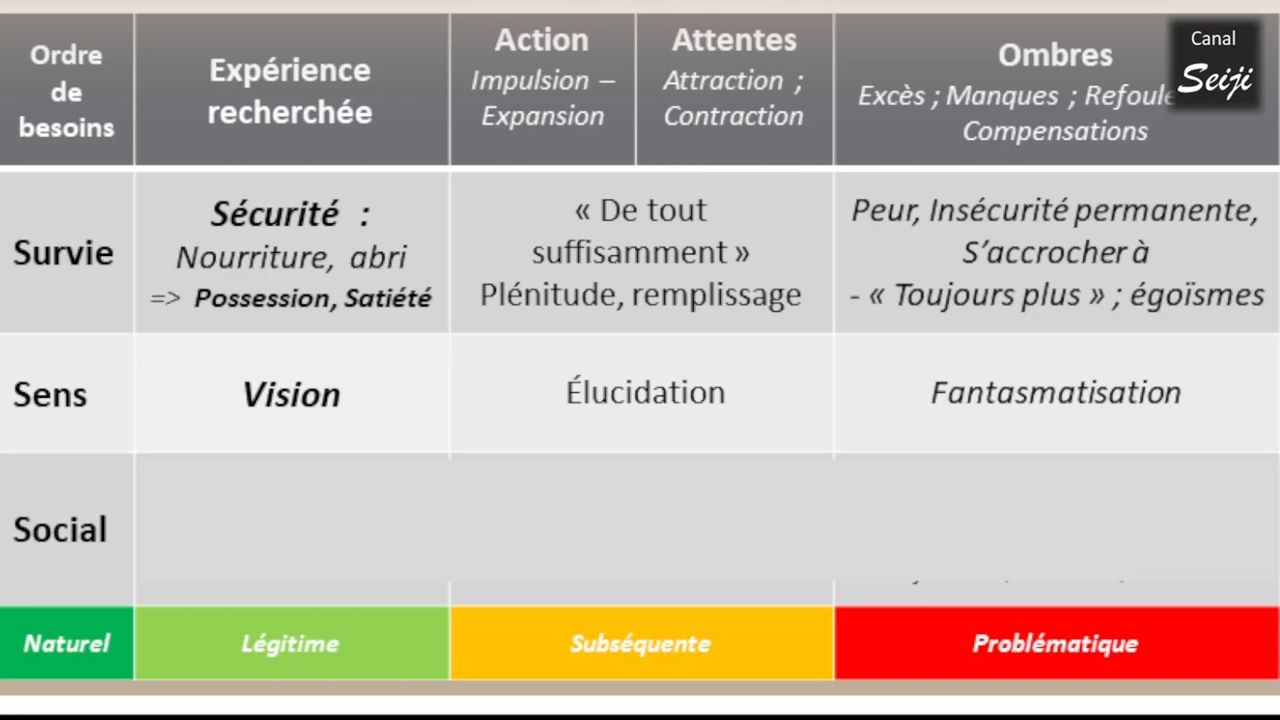 Ordre
de
besoins
Expérience
recherchée
Action
Impulsion –
Expansion
Attentes
Attraction ;
Contraction
Ombres
Excès ; Manques ; Refoule
Compensations
Canal
Seiji
Survie
Sécurité :
Nourriture, abri
=> Possession, Satiété
« De tout
suffisamment »
Plénitude, remplissage
Peur, Insécurité permanente,
S’accrocher à
- « Toujours plus » ; égoïsmes
Sens
Vision
Élucidation
Fantasmatisation
Social
Naturel
Légitime
Subséquente
Problématique